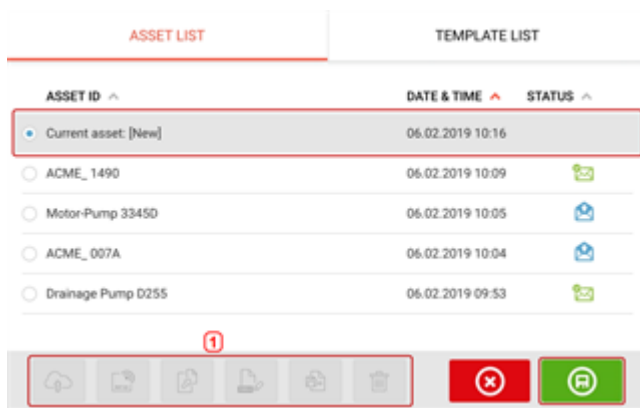 ASSET LIST TEMPLATE LIST
ASSET ID DATE & TIME STATUS
Current asset: [New] 06.02.2019 10:16
ACME_ 1490 06.02.2019 10:09
Motor-Pump 3345D 06.02.2019 10:05
ACME_ 007A 06.02.2019 10:04
Drainage Pump D255 06.02.2019 09:53
1